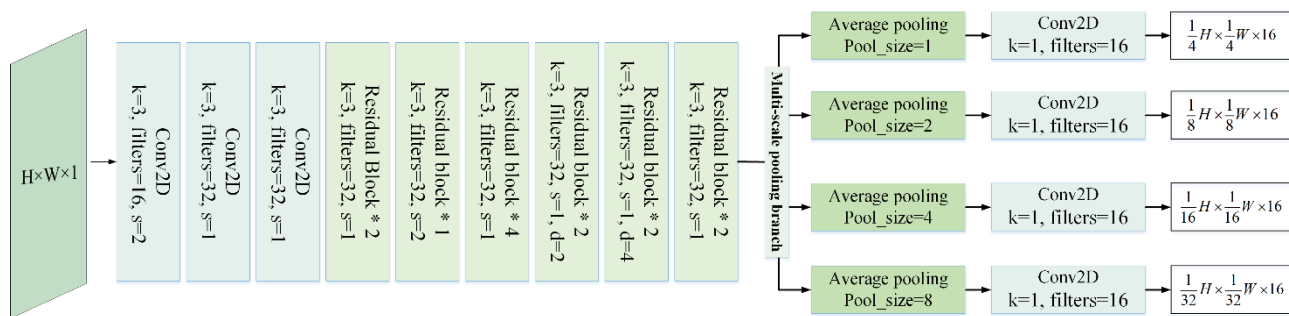 H×W×1
Conv2D
k=3, filters=16, s=2
Conv2D
k=3, filters=32, s=1
Conv2D
k=3, filters=32, s=1
Residual Block * 2
k=3, filters=32, s=1
Residual block * 1
k=3, filters=32, s=2
Residual block * 4
k=3, filters=32, s=1
Residual block * 2
k=3, filters=32, s=1, d=2
Residual block * 2
k=3, filters=32, s=1, d=4
Residual block * 2
k=3, filters=32, s=1
Multi-scale pooling branch
Average pooling
Pool_size=1
Conv2D
k=1, filters=16
1/4 H × 1/4 W × 16
Average pooling
Pool_size=2
Conv2D
k=1, filters=16
1/8 H × 1/8 W × 16
Average pooling
Pool_size=4
Conv2D
k=1, filters=16
1/16 H × 1/16 W × 16
Average pooling
Pool_size=8
Conv2D
k=1, filters=16
1/32 H × 1/32 W × 16